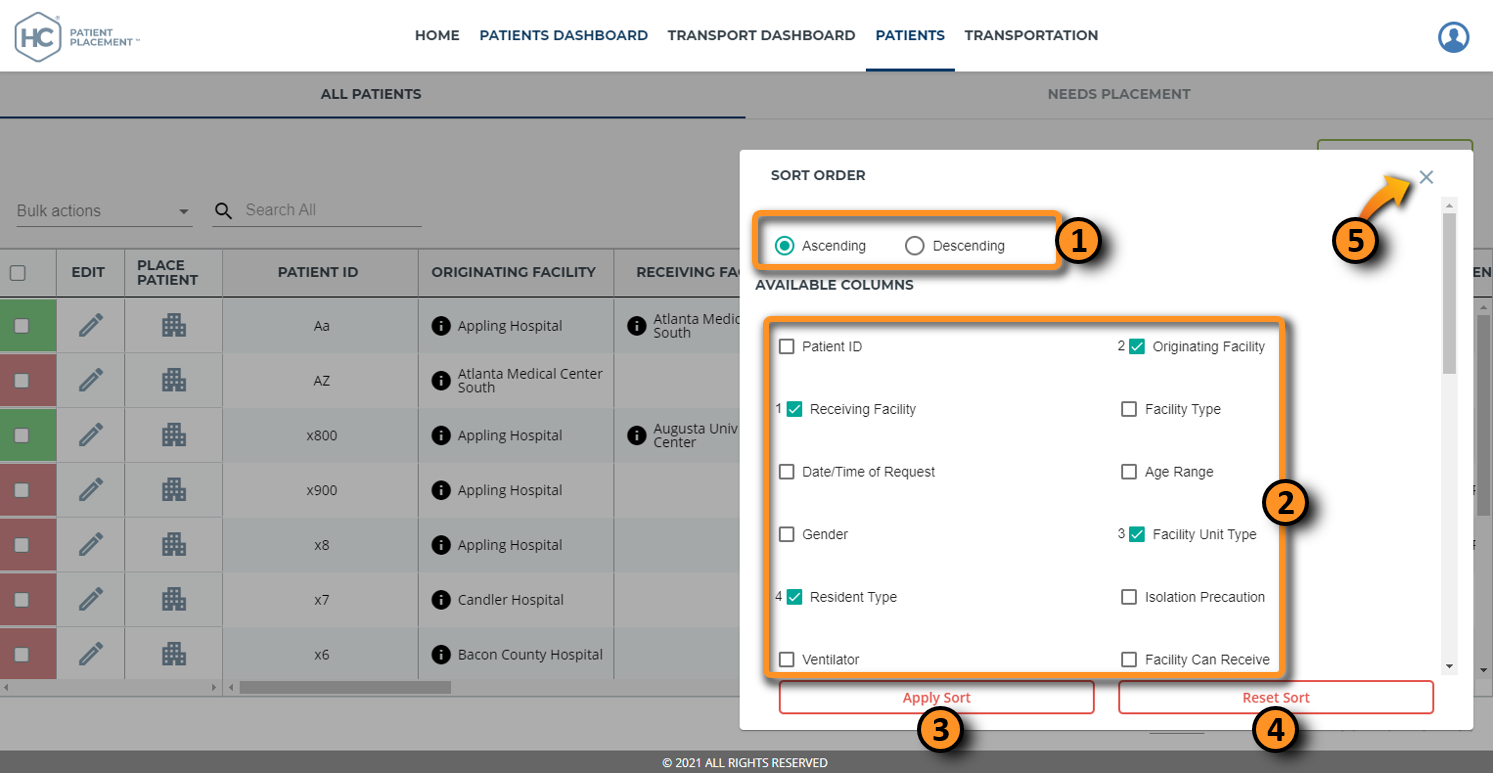 HC PATIENT
PLACEMENT™
HOME PATIENTS DASHBOARD TRANSPORT DASHBOARD PATIENTS TRANSPORTATION
ALL PATIENTS NEEDS PLACEMENT
SORT ORDER
5
Bulk actions Search All
Ascending Descending 1
AVAILABLE COLUMNS
EDIT PLACE
PATIENT PATIENT ID ORIGINATING FACILITY RECEIVING FA EN
Aa Appling Hospital Atlanta Medic
South
AZ Atlanta Medical Center
South
x800 Appling Hospital Augusta Univ
Center
x900 Appling Hospital
x8 Appling Hospital
x7 Candler Hospital
x6 Bacon County Hospital
Patient ID 2 Originating Facility
1 Receiving Facility Facility Type
Date/Time of Request Age Range
2
Gender 3 Facility Unit Type
4 Resident Type Isolation Precaution
Ventilator Facility Can Receive
Apply Sort Reset Sort
3 4
© 2021 ALL RIGHTS RESERVED